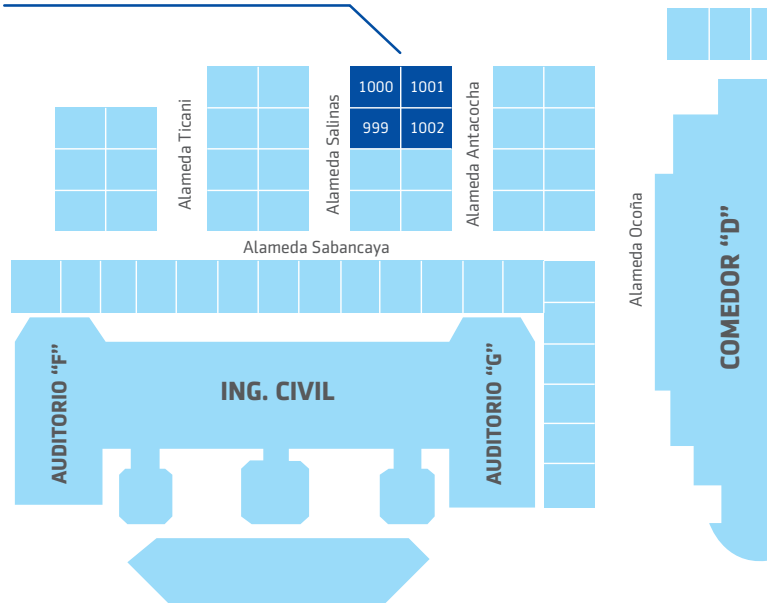 1000 1001
999 1002
Alameda Ticani
Alameda Salinas
Alameda Antacocha
Alameda Sabancaya
Alameda Ocoña
COMEDOR “D”
AUDITORIO “F”
ING. CIVIL
AUDITORIO “G”